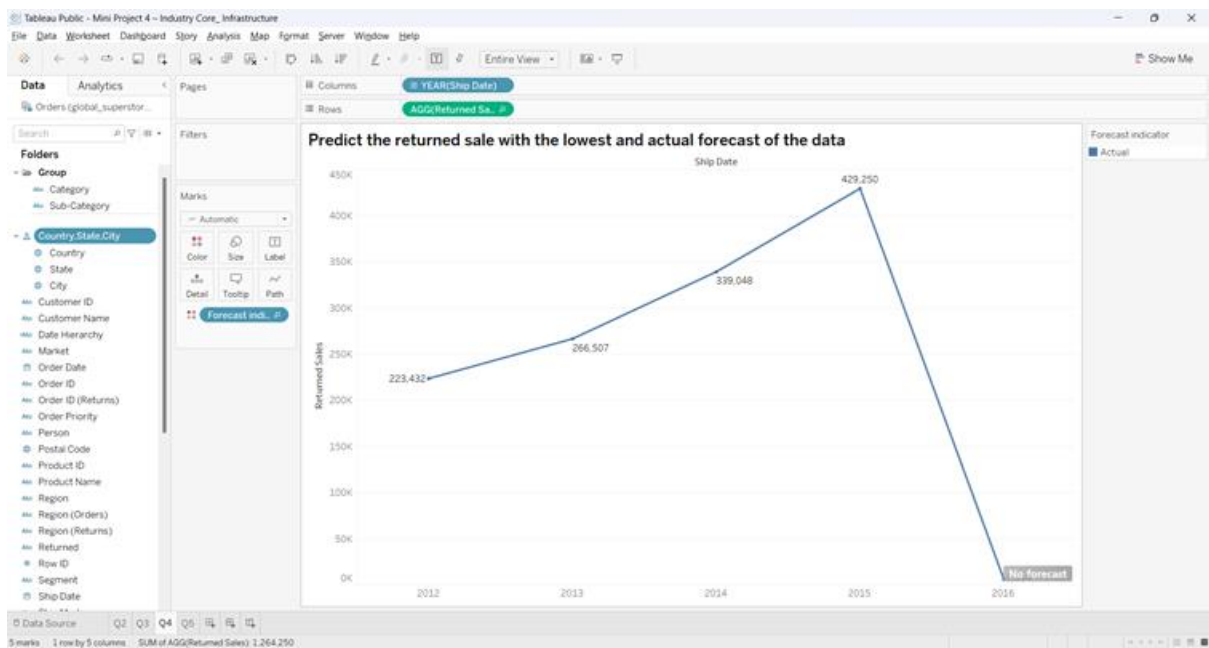 Tableau Public - Mini Project 4 – Industry Core_ Infrastructure
File Data Worksheet Dashboard Story Analysis Map Format Server Window Help
Entire View
Show Me
Data Analytics
Orders (global_superstor...
Search
Folders
Group
Category
Sub-Category
Country,State,City
Country
State
City
Customer ID
Customer Name
Date Hierarchy
Market
Order Date
Order ID
Order ID (Returns)
Order Priority
Person
Postal Code
Product ID
Product Name
Region
Region (Orders)
Region (Returns)
Returned
Row ID
Segment
Ship Date
Pages
Filters
Marks
Automatic
Color Size Label
Detail Tooltip Path
Forecast indi..
Columns YEAR(Ship Date)
Rows AGG(Returned Sa..
Predict the returned sale with the lowest and actual forecast of the data
Ship Date
Returned Sales
450K
400K
350K
300K
250K
200K
150K
100K
50K
0K
223,432
266,507
339,048
429,250
No forecast
2012 2013 2014 2015 2016
Forecast indicator
Actual
Data Source Q2 Q3 Q4 Q5
5 marks 1 row by 5 columns SUM of AGG(Returned Sales): 1,264,250